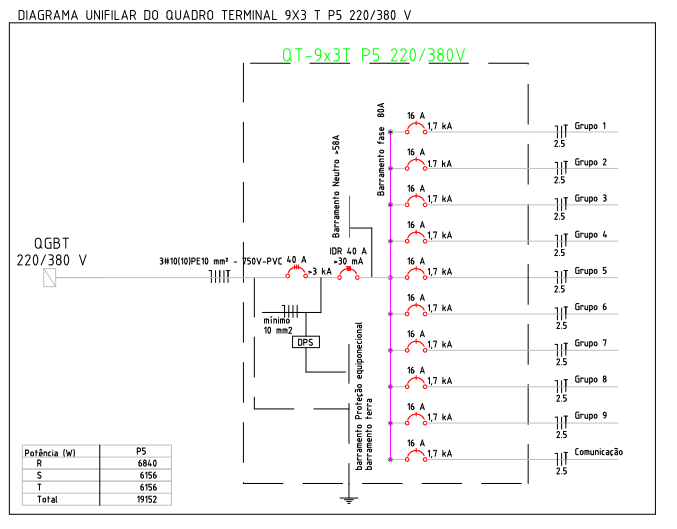 DIAGRAMA UNIFILAR DO QUADRO TERMINAL 9X3 T P5 220/380 V
QT-9x3T P5 220/380V
Barramento Neutro >58A
Barramento fase 80A
16 A
1,7 kA
Grupo 1
2.5
16 A
1,7 kA
Grupo 2
2.5
16 A
1,7 kA
Grupo 3
2.5
16 A
1,7 kA
Grupo 4
2.5
QGBT
220/380 V
3#10(10)PE10 mm² - 750V-PVC
40 A
>3 kA
IDR 40 A
>30 mA
16 A
1,7 kA
Grupo 5
2.5
16 A
1,7 kA
Grupo 6
2.5
mínimo
10 mm2
DPS
barramento Proteção equiponecional
barramento terra
16 A
1,7 kA
Grupo 7
2.5
16 A
1,7 kA
Grupo 8
2.5
16 A
1,7 kA
Grupo 9
2.5
16 A
1,7 kA
Comunicação
2.5
Potência (W) P5
R 6840
S 6156
T 6156
Total 19152